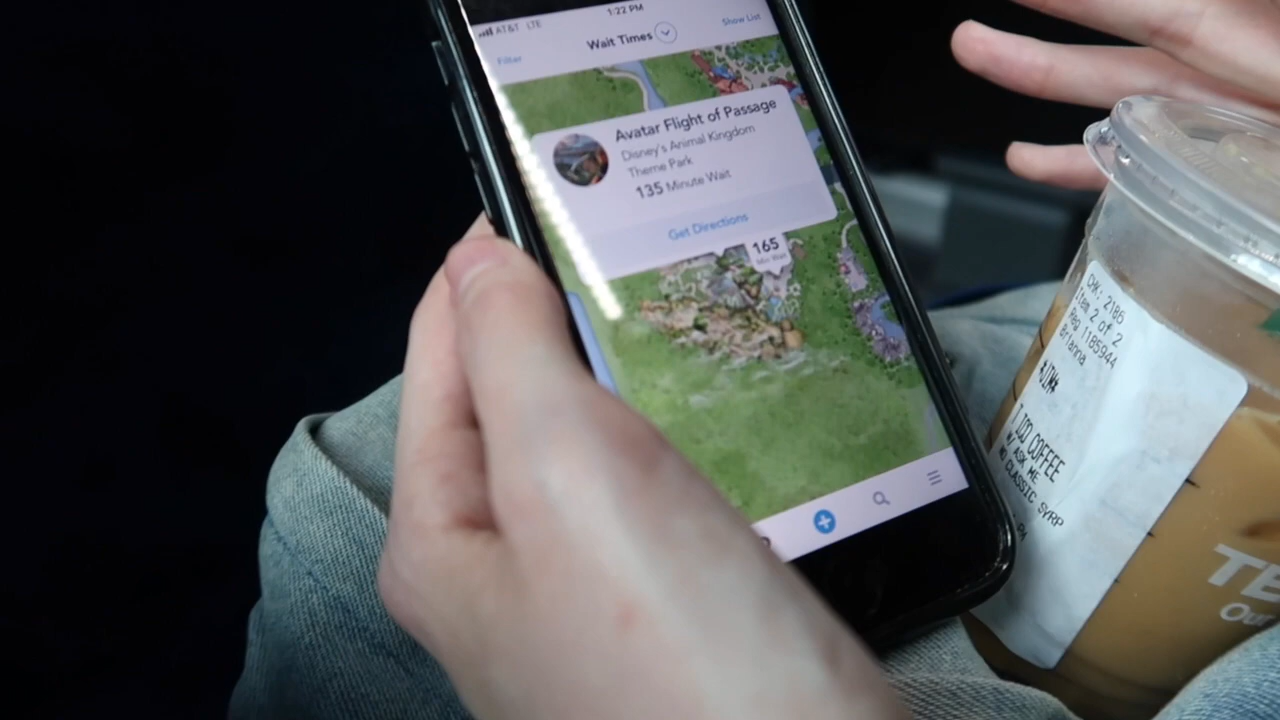 AT&T LTE
1:22 PM
Filter
Wait Times
Show List
Avatar Flight of Passage
Disney's Animal Kingdom
Theme Park
135 Minute Wait
Get Directions
165
Min Wait
CHK: 2186
Item 2 of 2
Reg 1185944
Brianna
I CD COFFEE
W/ ASK ME
NO CLASSIC SYRP